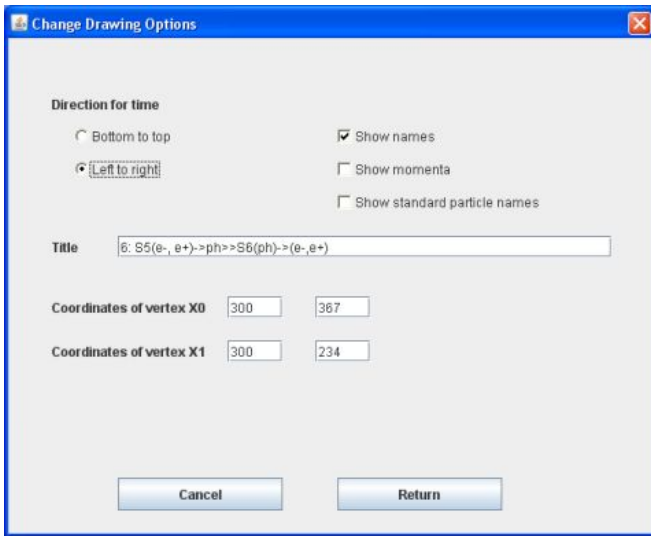 Change Drawing Options
Direction for time
Bottom to top
Show names
Left to right
Show momenta
Show standard particle names
Title 6: S5(e-, e+)->ph>>S6(ph)->(e-,e+)
Coordinates of vertex X0 300 367
Coordinates of vertex X1 300 234
Cancel Return